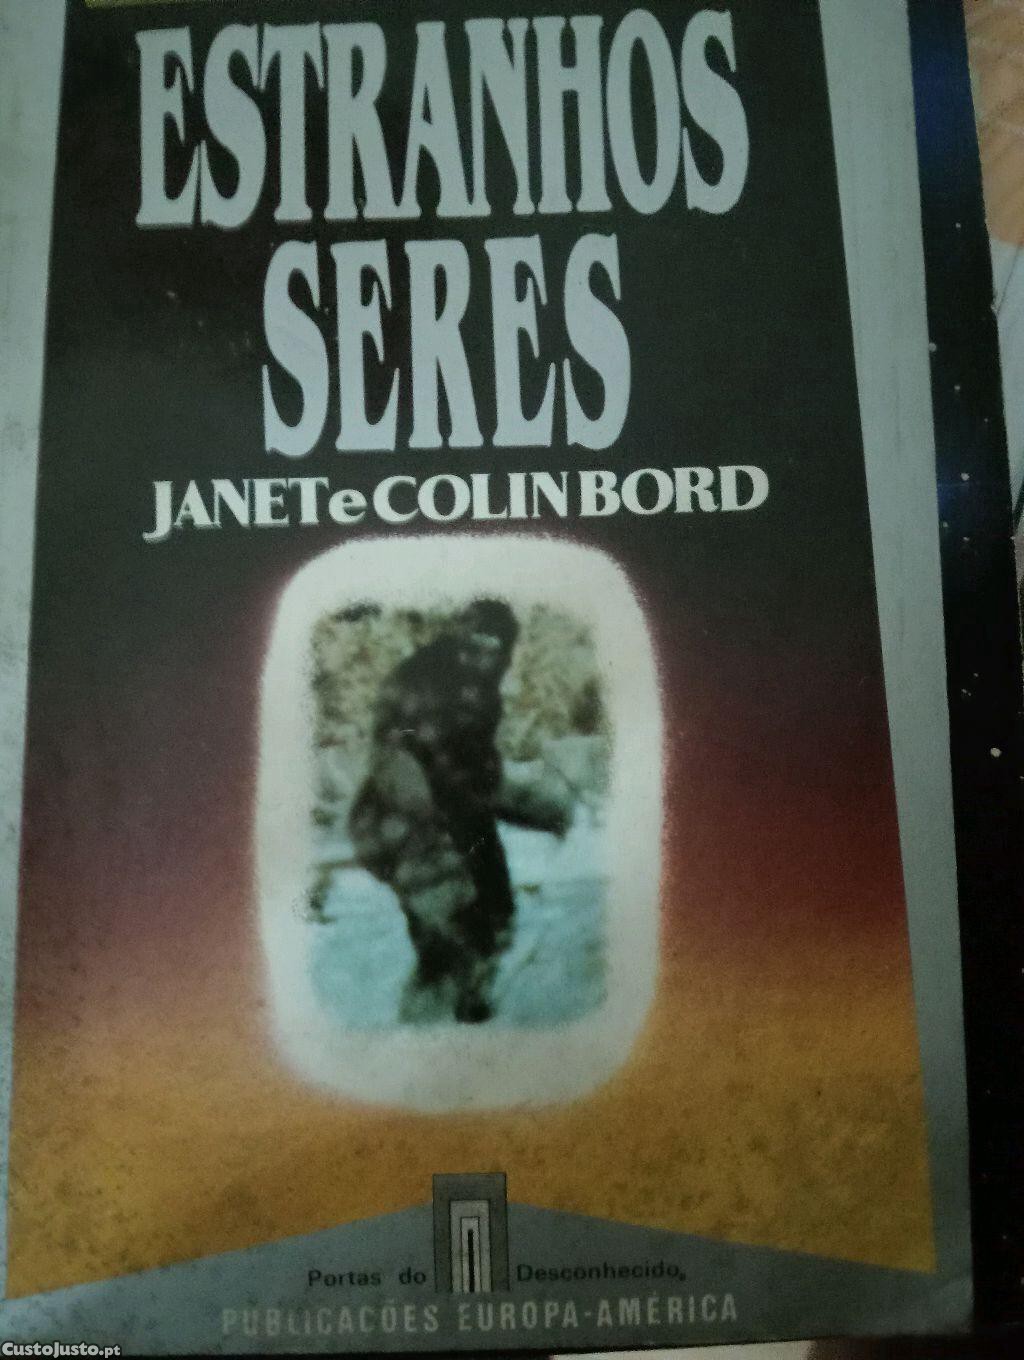 ESTRANHOS
SERES
JANET e COLIN BORD
Portas do Desconhecido
PUBLICAÇÕES EUROPA-AMÉRICA
CustoJusto.pt